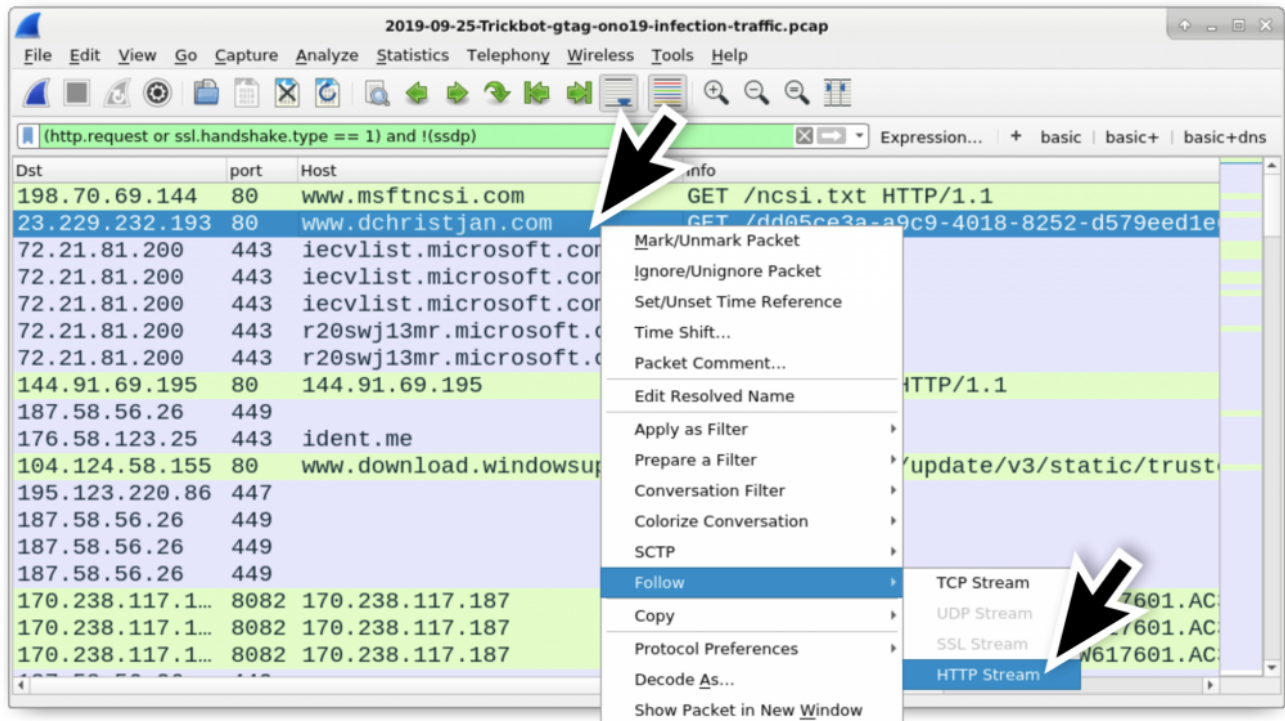 2019-09-25-Trickbot-gtag-ono19-infection-traffic.pcap
File Edit View Go Capture Analyze Statistics Telephony Wireless Tools Help
(http.request or ssl.handshake.type == 1) and !(ssdp) Expression... + basic basic+ basic+dns
Dst port Host Info
198.70.69.144 80 www.msftncsi.com GET /ncsi.txt HTTP/1.1
23.229.232.193 80 www.dchristjan.com GET /dd05ce3a-a9c9-4018-8252-d579eed1e
72.21.81.200 443 iecvlist.microsoft.com
72.21.81.200 443 iecvlist.microsoft.com
72.21.81.200 443 iecvlist.microsoft.com
72.21.81.200 443 r20swj13mr.microsoft.c
72.21.81.200 443 r20swj13mr.microsoft.c
144.91.69.195 80 144.91.69.195 HTTP/1.1
187.58.56.26 449
176.58.123.25 443 ident.me
104.124.58.155 80 www.download.windowsup /update/v3/static/trust
195.123.220.86 447
187.58.56.26 449
187.58.56.26 449
187.58.56.26 449
170.238.117.1... 8082 170.238.117.187 7601.AC
170.238.117.1... 8082 170.238.117.187 17601.AC
170.238.117.1... 8082 170.238.117.187 W617601.AC
Mark/Unmark Packet
Ignore/Unignore Packet
Set/Unset Time Reference
Time Shift...
Packet Comment...
Edit Resolved Name
Apply as Filter
Prepare a Filter
Conversation Filter
Colorize Conversation
SCTP
Follow
Copy
Protocol Preferences
Decode As...
Show Packet in New Window
TCP Stream
UDP Stream
SSL Stream
HTTP Stream